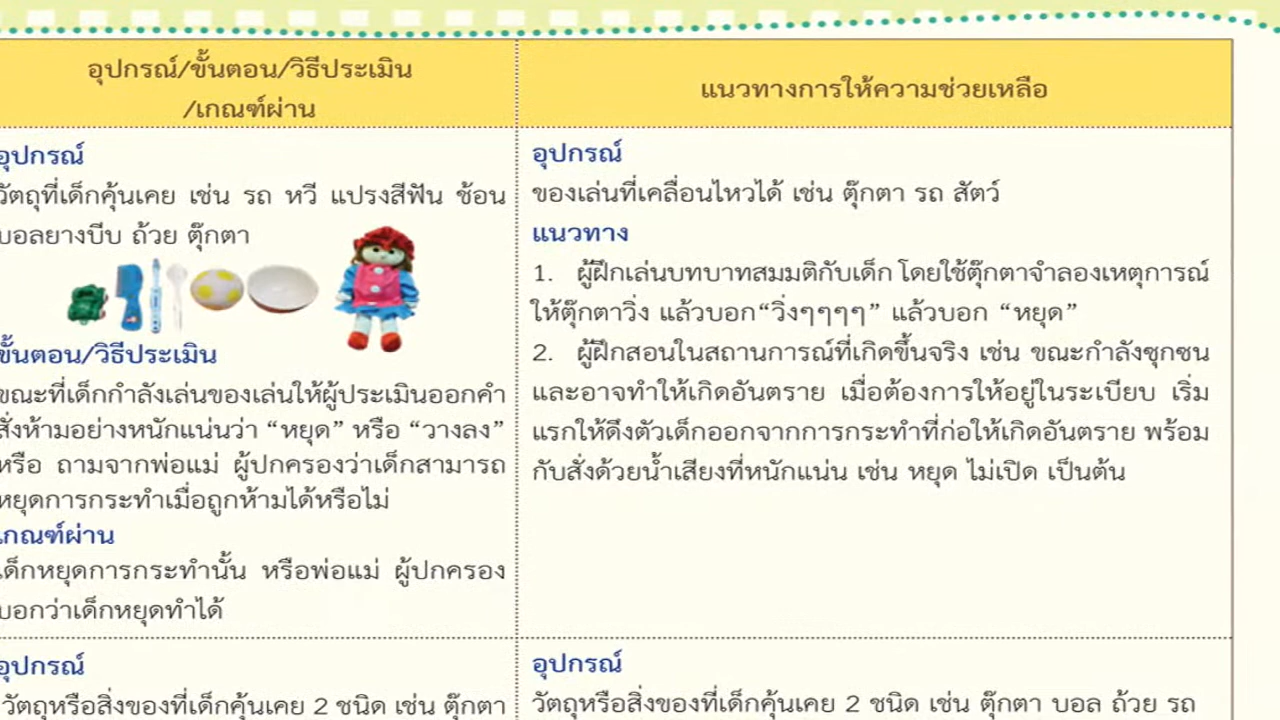 อุปกรณ์/ขั้นตอน/วิธีประเมิน
/เกณฑ์ผ่าน
อุปกรณ์
วัตถุที่เด็กคุ้นเคย เช่น รถ หวี แปรงสีฟัน ช้อน
บอลยางบีบ ถ้วย ตุ๊กตา
ขั้นตอน/วิธีประเมิน
ขณะที่เด็กกำลังเล่นของเล่นให้ผู้ประเมินออกคำ
สั่งห้ามอย่างหนักแน่นว่า “หยุด” หรือ “วางลง”
หรือ ถามจากพ่อแม่ ผู้ปกครองว่าเด็กสามารถ
หยุดการกระทำเมื่อถูกห้ามได้หรือไม่
เกณฑ์ผ่าน
เด็กหยุดการกระทำนั้น หรือพ่อแม่ ผู้ปกครอง
บอกว่าเด็กหยุดทำได้
อุปกรณ์
วัตถุหรือสิ่งของที่เด็กคุ้นเคย 2 ชนิด เช่น ตุ๊กตา
แนวทางการให้ความช่วยเหลือ
อุปกรณ์
ของเล่นที่เคลื่อนไหวได้ เช่น ตุ๊กตา รถ สัตว์
แนวทาง
1. ผู้ฝึกเล่นบทบาทสมมติกับเด็ก โดยใช้ตุ๊กตาจำลองเหตุการณ์
ให้ตุ๊กตาวิ่ง แล้วบอก“วิ่งๆๆๆๆ” แล้วบอก “หยุด”
2. ผู้ฝึกสอนในสถานการณ์ที่เกิดขึ้นจริง เช่น ขณะกำลังซุกซน
และอาจทำให้เกิดอันตราย เมื่อต้องการให้อยู่ในระเบียบ เริ่ม
แรกให้ดึงตัวเด็กออกจากการกระทำที่ก่อให้เกิดอันตราย พร้อม
กับสั่งด้วยน้ำเสียงที่หนักแน่น เช่น หยุด ไม่เปิด เป็นต้น
อุปกรณ์
วัตถุหรือสิ่งของที่เด็กคุ้นเคย 2 ชนิด เช่น ตุ๊กตา บอล ถ้วย รถ